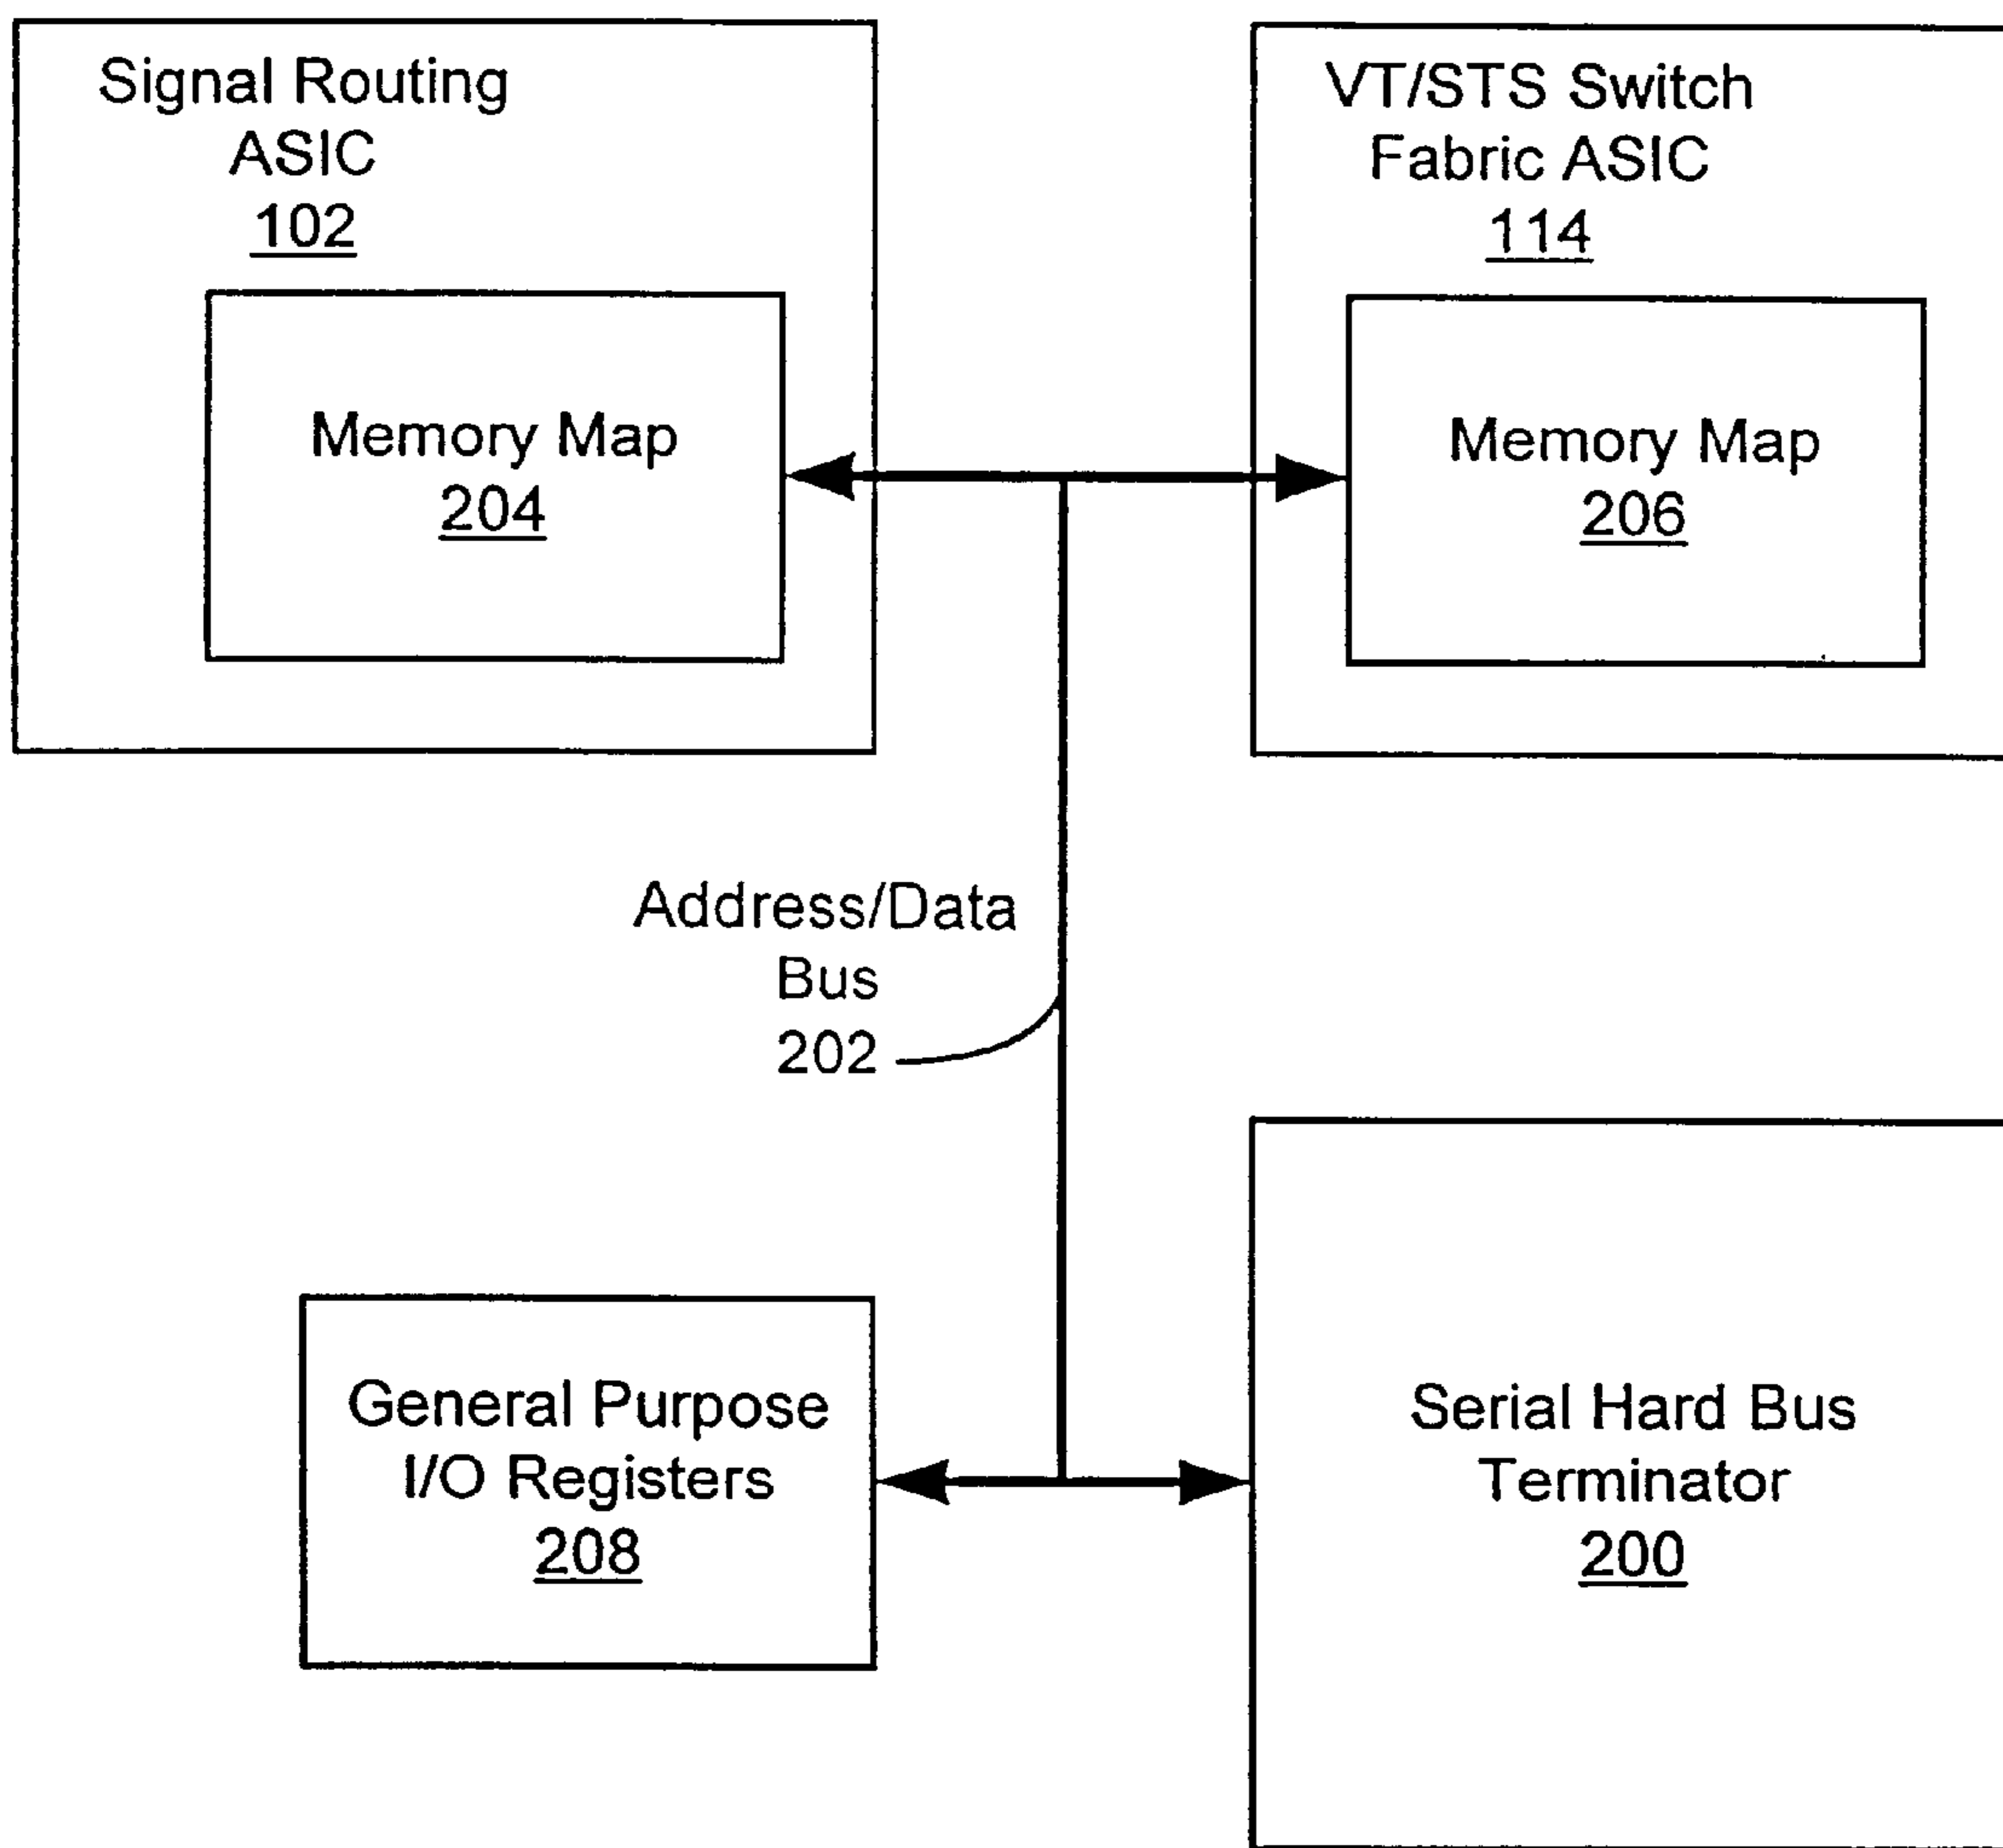 Signal Routing
ASIC
102
Memory Map
204
VT/STS Switch
Fabric ASIC
114
Memory Map
206
Address/Data
Bus
202
General Purpose
I/O Registers
208
Serial Hard Bus
Terminator
200